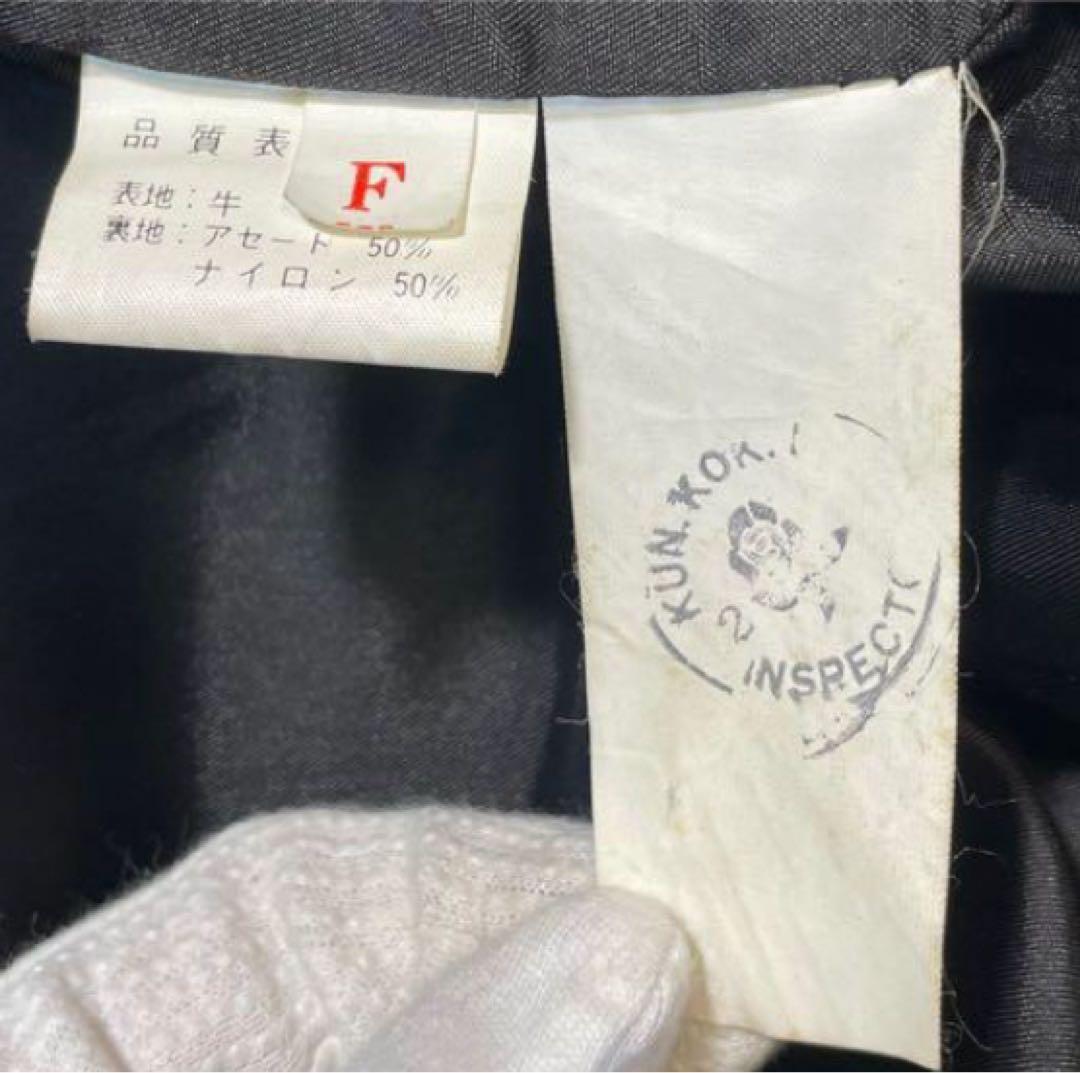 品質表
F
表地：牛
裏地：アセート 50%
ナイロン 50%
KUN.KOK.
2
INSPECT